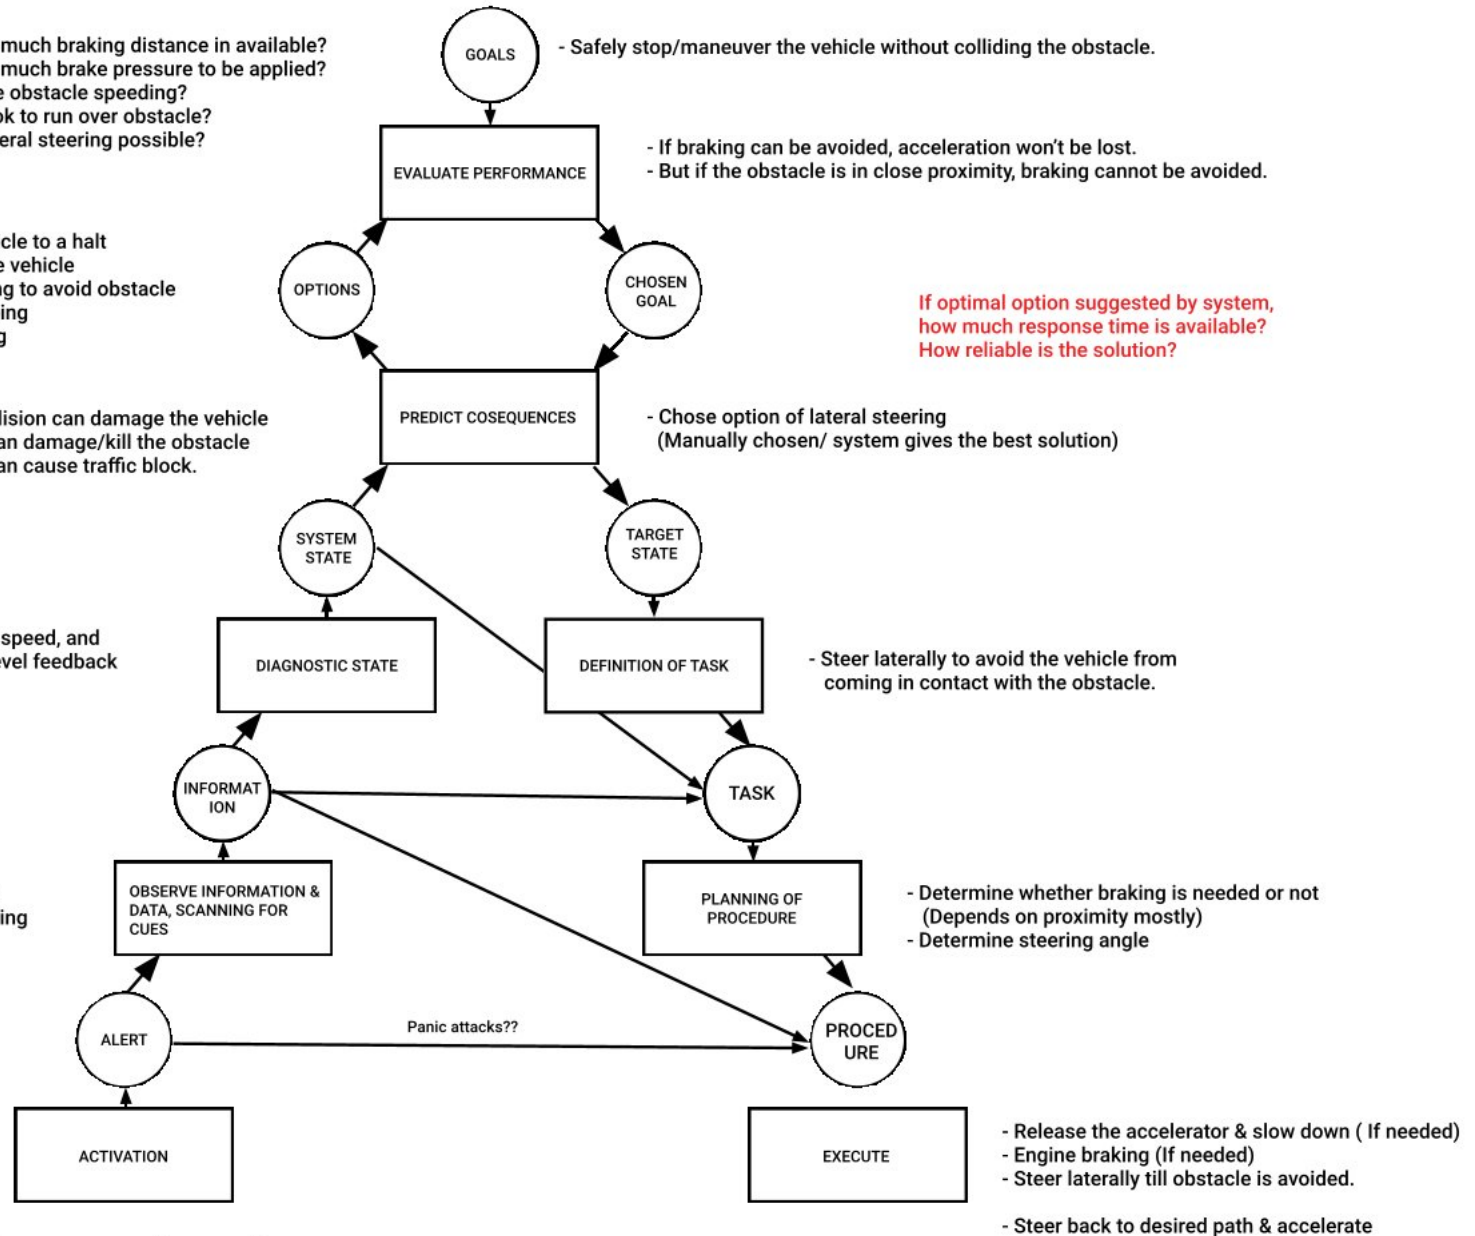 much braking distance in available?
much brake pressure to be applied?
e obstacle speeding?
ok to run over obstacle?
eral steering possible?
GOALS
- Safely stop/maneuver the vehicle without colliding the obstacle.
EVALUATE PERFORMANCE
- If braking can be avoided, acceleration won't be lost.
- But if the obstacle is in close proximity, braking cannot be avoided.
cle to a halt
e vehicle
ng to avoid obstacle
ing
g
OPTIONS
CHOSEN
GOAL
If optimal option suggested by system,
how much response time is available?
How reliable is the solution?
lision can damage the vehicle
an damage/kill the obstacle
an cause traffic block.
PREDICT COSEQUENCES
- Chose option of lateral steering
(Manually chosen/ system gives the best solution)
SYSTEM
STATE
TARGET
STATE
speed, and
evel feedback
DIAGNOSTIC STATE
DEFINITION OF TASK
- Steer laterally to avoid the vehicle from
coming in contact with the obstacle.
INFORMAT
ION
TASK
ing
OBSERVE INFORMATION &
DATA, SCANNING FOR
CUES
PLANNING OF
PROCEDURE
- Determine whether braking is needed or not
(Depends on proximity mostly)
- Determine steering angle
ALERT
Panic attacks??
PROCED
URE
ACTIVATION
EXECUTE
- Release the accelerator & slow down ( If needed)
- Engine braking (If needed)
- Steer laterally till obstacle is avoided.
- Steer back to desired path & accelerate